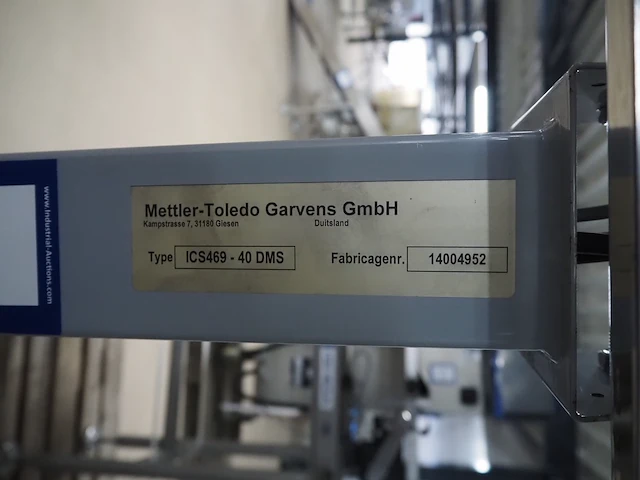 Mettler-Toledo Garvens GmbH
Kampstrasse 7, 31180 Giesen Duitsland
Type ICS469 - 40 DMS Fabricagenr. 14004952
www.Industrial-Auctions.com